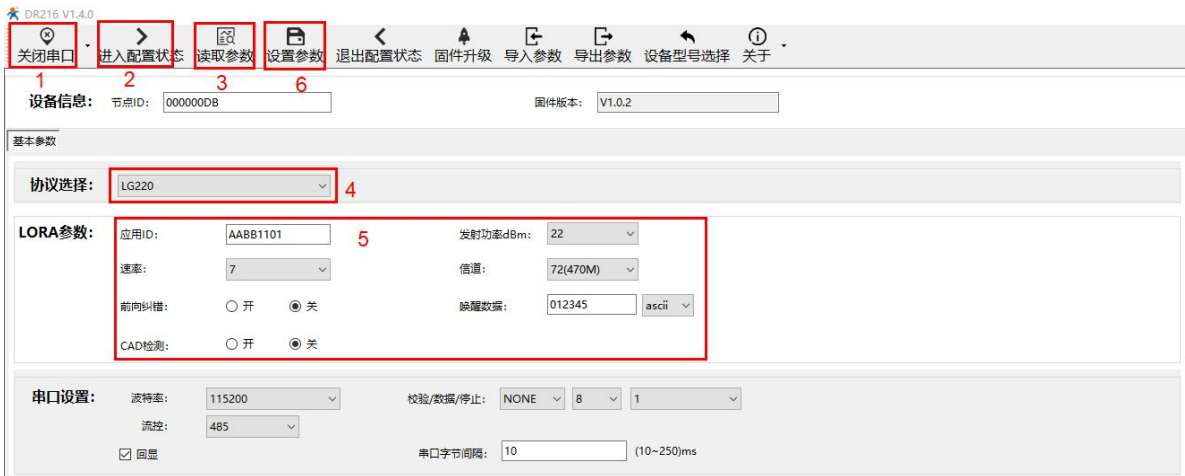 DR216 V1.4.0
关闭串口 进入配置状态 读取参数 设置参数 退出配置状态 固件升级 导入参数 导出参数 设备型号选择 关于
1 2 3 6
设备信息: 节点ID: 000000DB 固件版本: V1.0.2
基本参数
协议选择: LG220 4
LORA参数: 应用ID: AABB1101 5 发射功率dBm: 22
速率: 7 信道: 72(470M)
前向纠错: 开 关 唤醒数据: 012345 ascii
CAD检测: 开 关
串口设置: 波特率: 115200 校验/数据/停止: NONE 8 1
流控: 485
回显 串口字节间隔: 10 (10~250)ms